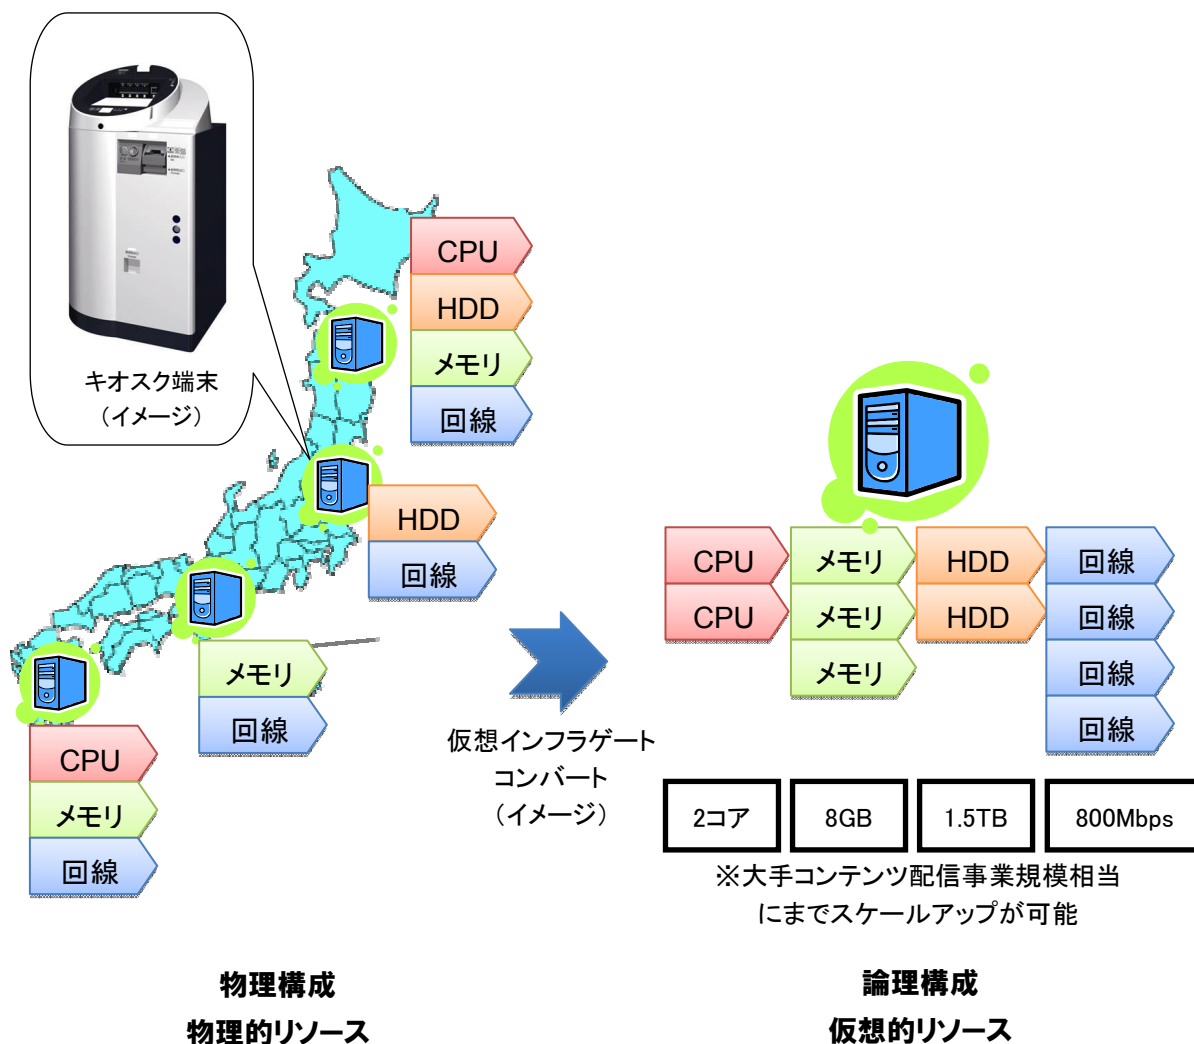 キオスク端末
（イメージ）
CPU
HDD
メモリ
回線
HDD
回線
メモリ
回線
CPU
メモリ
回線
仮想インフラゲート
コンバート
（イメージ）
CPU
メモリ
HDD
回線
CPU
メモリ
HDD
回線
メモリ
回線
回線
2コア
8GB
1.5TB
800Mbps
※大手コンテンツ配信事業規模相当
にまでスケールアップが可能
物理構成
物理的リソース
論理構成
仮想的リソース